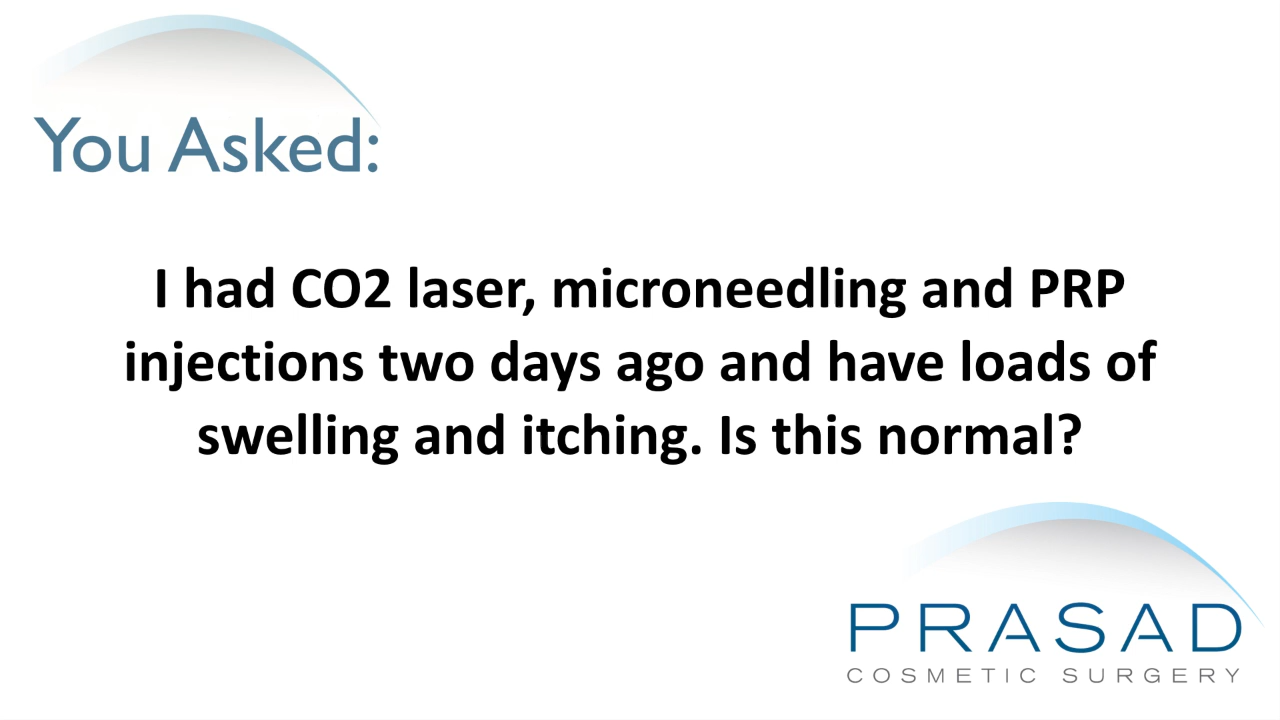 You Asked:
I had CO2 laser, microneedling and PRP
injections two days ago and have loads of
swelling and itching. Is this normal?
PRASAD
COSMETIC SURGERY